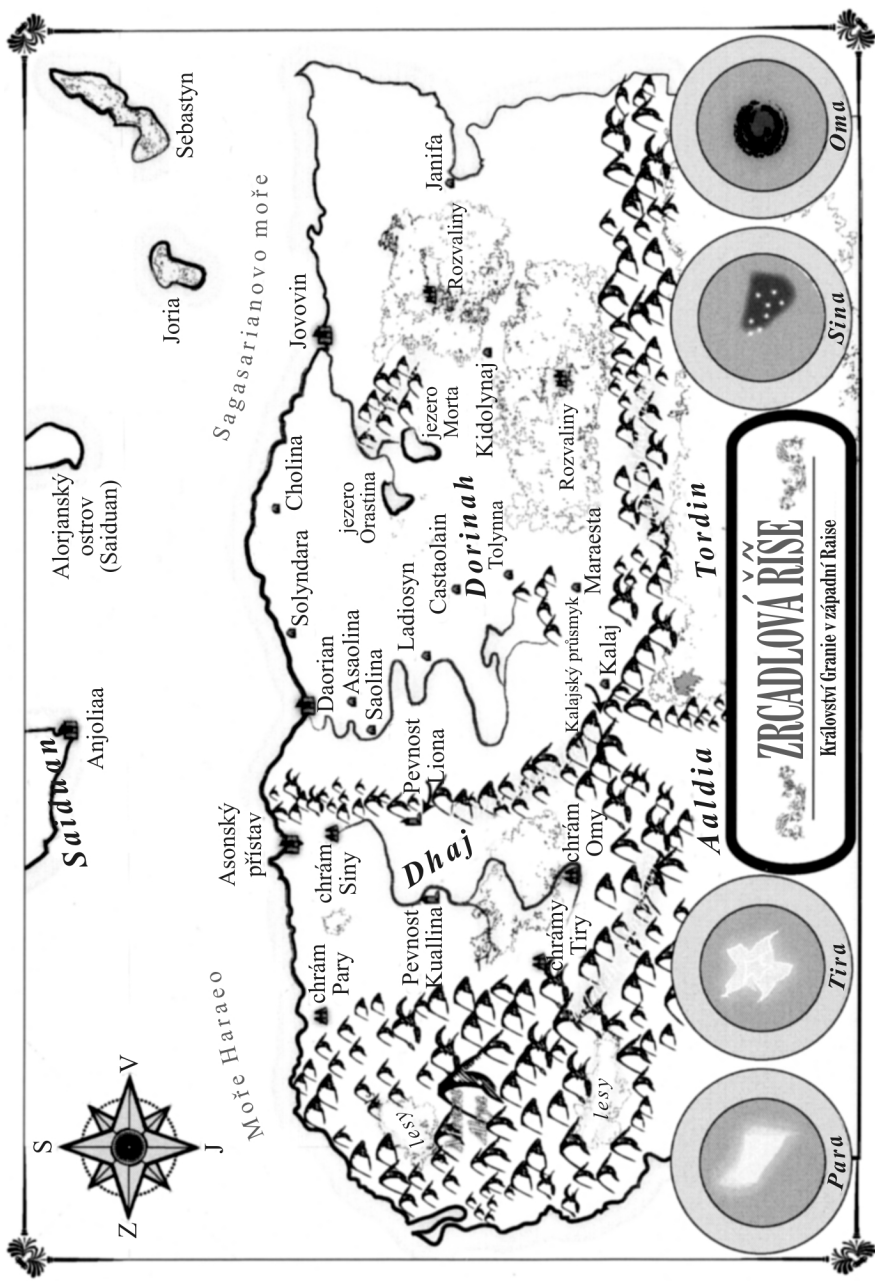 S
Z
V
J
Saiduan
Anjoliaa
Alorjanský
ostrov
(Saiduan)
Joria
Sebastyn
Moře Haraeo
Sagasarianovo moře
Asonský
přístav
chrám
Pary
chrám
Siny
Daorian
Asaolina
Saolina
Solyndara
Cholina
Jovovin
lesy
Pevnost
Kuallina
Dhaj
Pevnost
Liona
Ladiosyn
Castaolain
Dorinah
Tolynna
jezero
Orastina
jezero
Morta
Kidolynaj
Rozvaliny
Janifa
lesy
chrámy
Tiry
chrám
Omy
Kalajský průsmyk
Kalaj
Maraesta
Rozvaliny
Aaldia
Tordin
Para
Tira
ZRCADLOVÁ ŘÍŠE
Království Granie v západní Raise
Sina
Oma